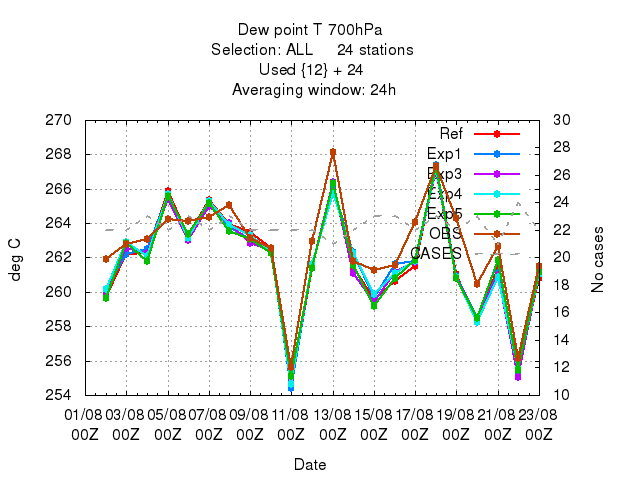 Dew point T 700hPa
Selection: ALL 24 stations
Used {12} + 24
Averaging window: 24h
270
268
266
264
262
260
258
256
254
deg C
30
28
26
24
22
20
18
16
14
12
10
No cases
Ref
Exp1
Exp3
Exp4
Exp5
OBS
CASES
01/08 03/08 05/08 07/08 09/08 11/08 13/08 15/08 17/08 19/08 21/08 23/08
00Z 00Z 00Z 00Z 00Z 00Z 00Z 00Z 00Z 00Z 00Z 00Z
Date